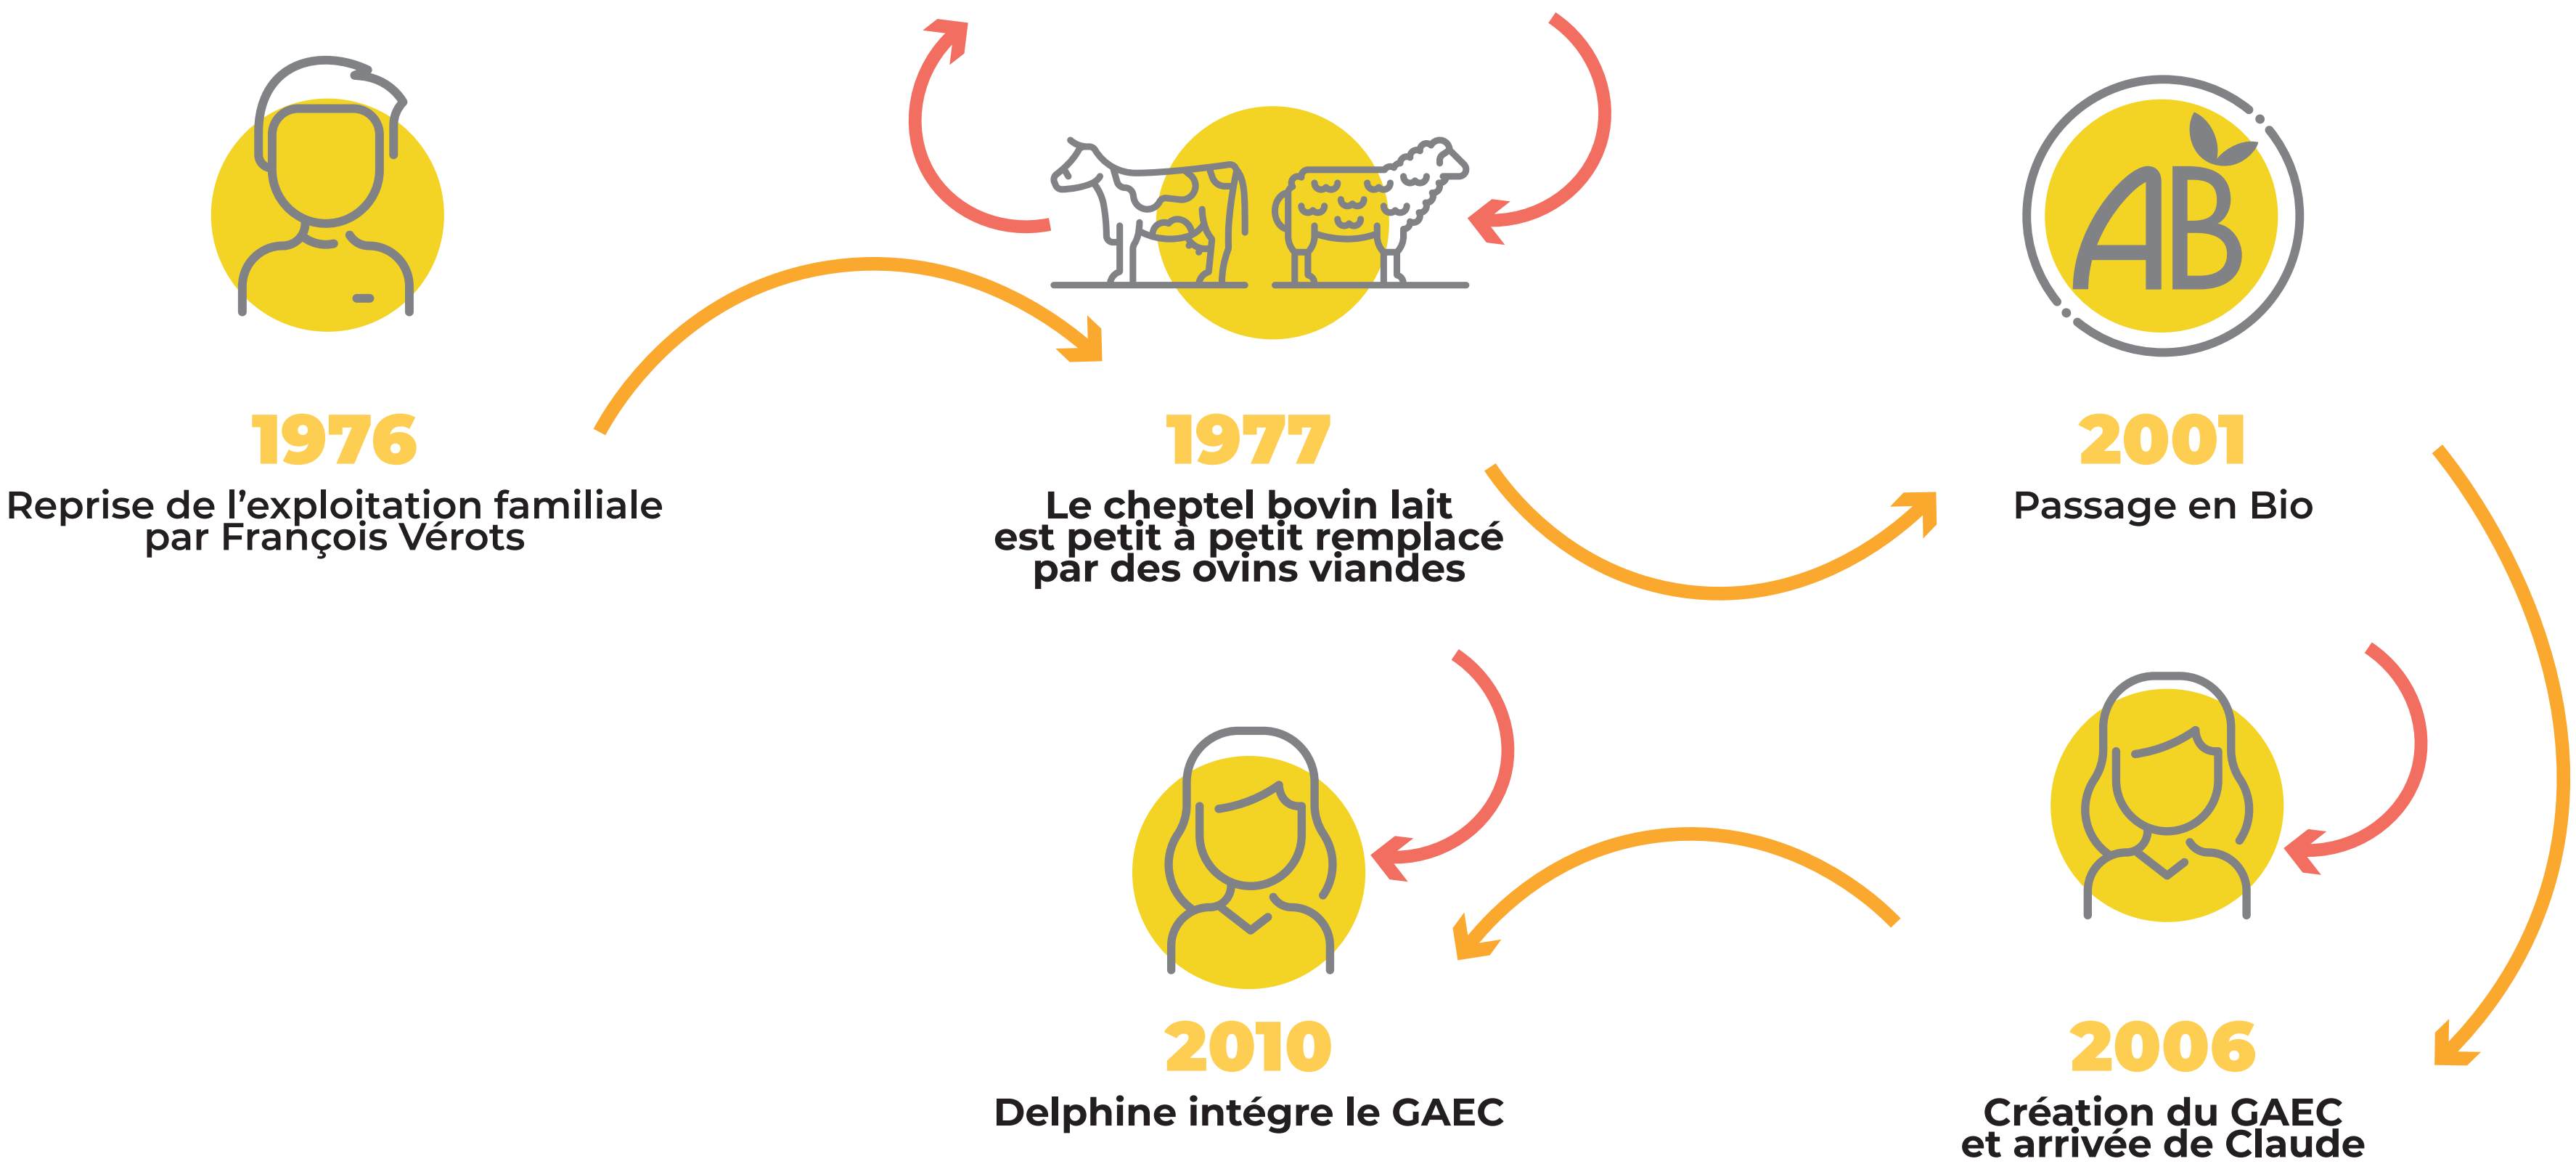 AB
1976
Reprise de l'exploitation familiale
par François Vérots
1977
Le cheptel bovin lait
est petit à petit remplacé
par des ovins viandes
2001
Passage en Bio
2006
Création du GAEC
et arrivée de Claude
2010
Delphine intégre le GAEC